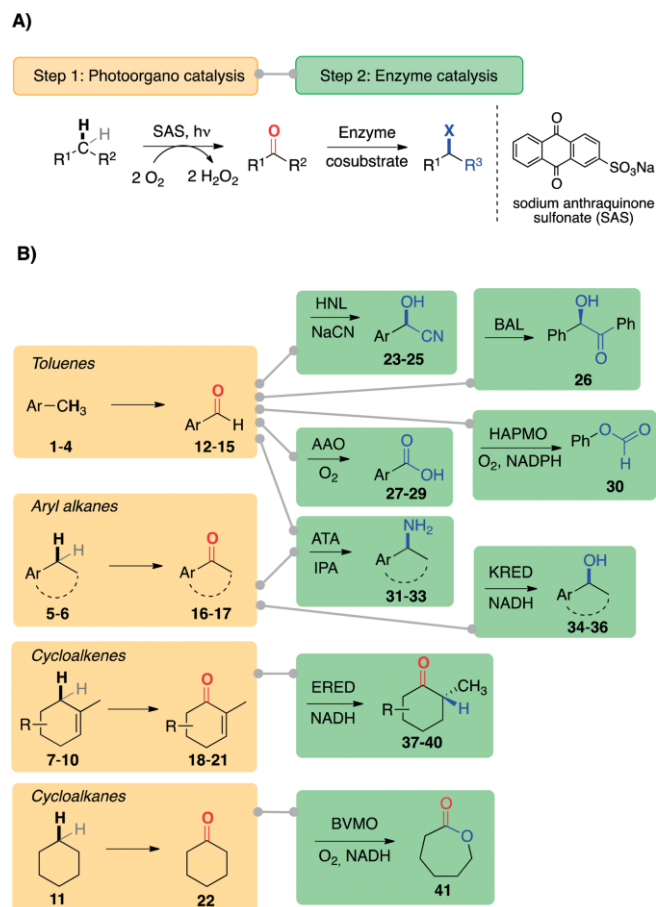 A)
Step 1: Photoorgano catalysis
Step 2: Enzyme catalysis
H
H
C
R¹ R²
SAS, hν
2 O₂ 2 H₂O₂
O
R¹ R²
Enzyme
cosubstrate
X
R¹ R³
O
O
SO₃Na
sodium anthraquinone
sulfonate (SAS)
B)
Toluenes
Ar–CH₃
1-4
O
Ar H
12-15
HNL
NaCN
OH
Ar CN
23-25
BAL
OH
Ph Ph
O
26
AAO
O₂
O
Ar OH
27-29
HAPMO
O₂, NADPH
PhO O
H
30
Aryl alkanes
H
H
Ar
5-6
O
Ar
16-17
ATA
IPA
NH₂
Ar
31-33
KRED
NADH
OH
Ar
34-36
Cycloalkenes
H
H
R
7-10
O
R
18-21
ERED
NADH
O
CH₃
H
R
37-40
Cycloalkanes
H
H
11
O
22
BVMO
O₂, NADH
O
O
41